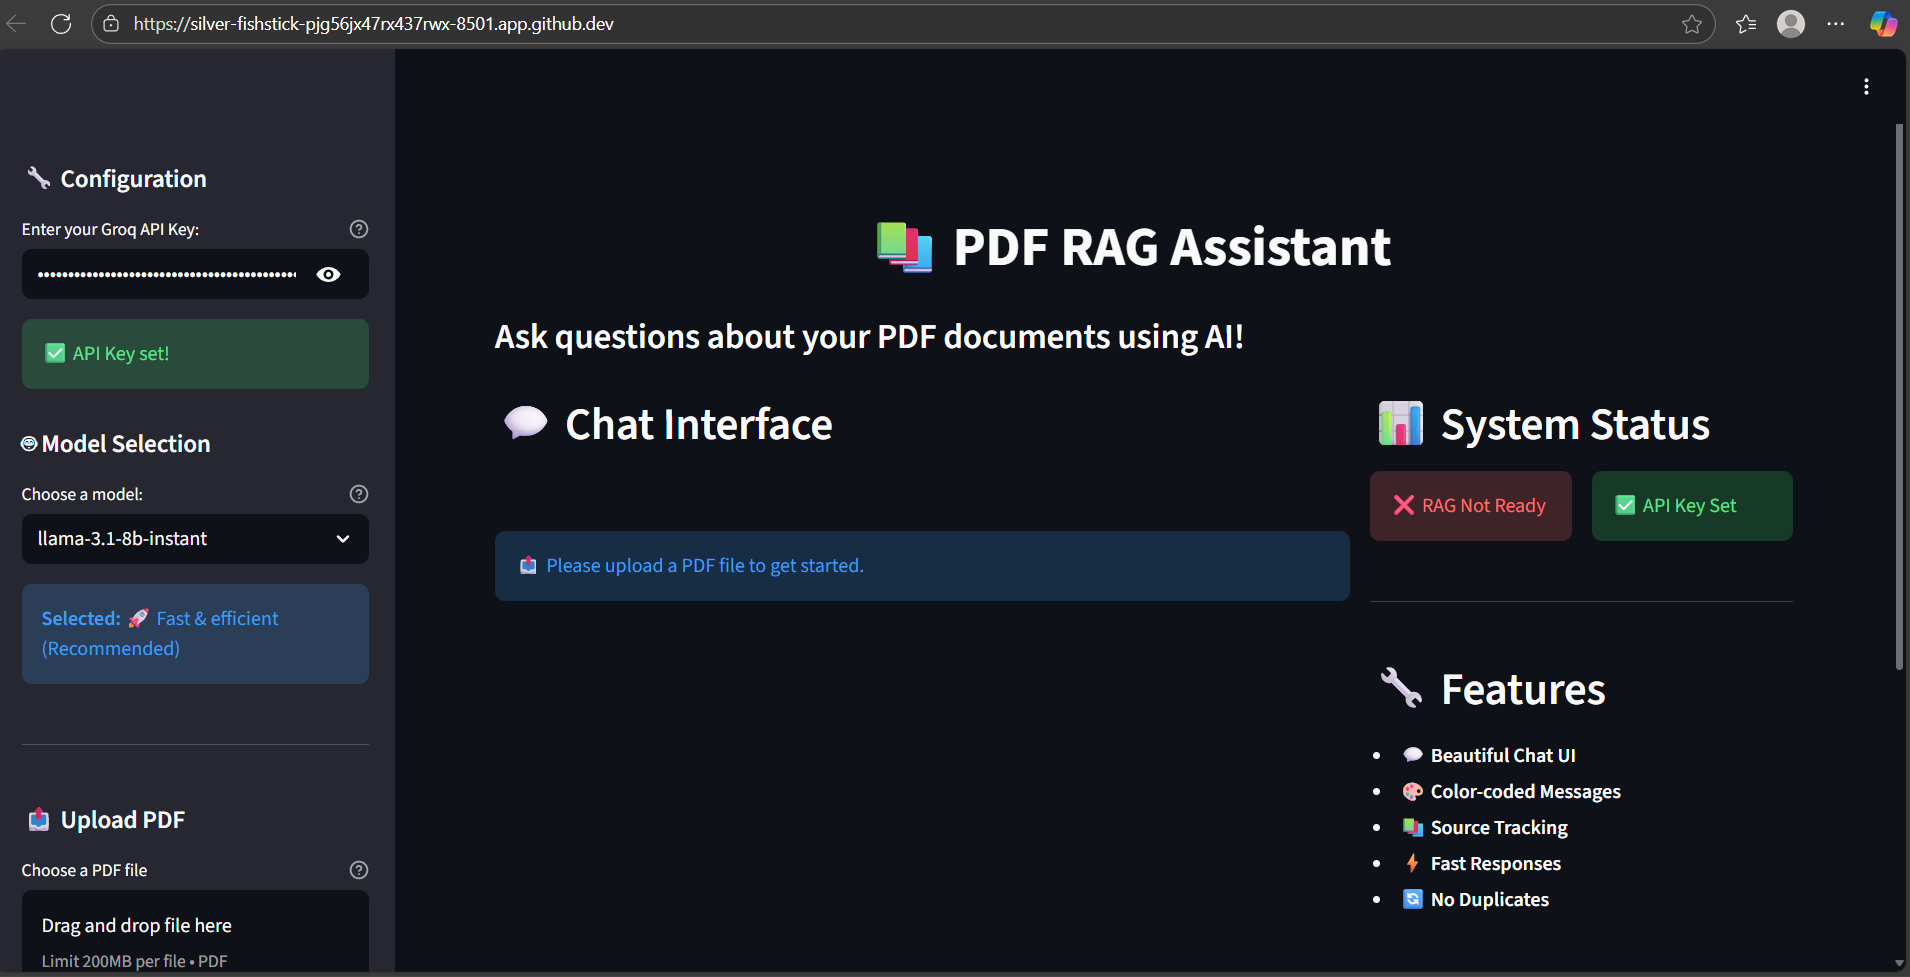 https://silver-fishstick-pjg56jx47rx437rwx-8501.app.github.dev
Configuration
Enter your Groq API Key:
API Key set!
Model Selection
Choose a model:
llama-3.1-8b-instant
Selected: 🚀 Fast & efficient
(Recommended)
Upload PDF
Choose a PDF file
Drag and drop file here
Limit 200MB per file • PDF
PDF RAG Assistant
Ask questions about your PDF documents using AI!
Chat Interface
Please upload a PDF file to get started.
System Status
RAG Not Ready
API Key Set
Features
Beautiful Chat UI
Color-coded Messages
Source Tracking
Fast Responses
No Duplicates